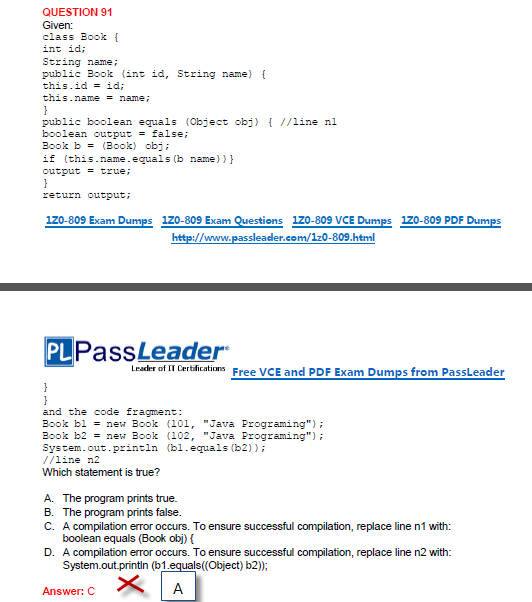 QUESTION 91
Given:
class Book {
int id;
String name;
public Book (int id, String name) {
this.id = id;
this.name = name;
}
public boolean equals (Object obj) { //line n1
boolean output = false;
Book b = (Book) obj;
if (this.name.equals(b name))}
output = true;
}
return output;
1Z0-809 Exam Dumps 1Z0-809 Exam Questions 1Z0-809 VCE Dumps 1Z0-809 PDF Dumps
http://www.passleader.com/1z0-809.html
PL PassLeader®
Leader of IT Certifications
Free VCE and PDF Exam Dumps from PassLeader
}
}
and the code fragment:
Book b1 = new Book (101, "Java Programing");
Book b2 = new Book (102, "Java Programing");
System.out.println (b1.equals(b2));
//line n2
Which statement is true?
A. The program prints true.
B. The program prints false.
C. A compilation error occurs. To ensure successful compilation, replace line n1 with:
boolean equals (Book obj) {
D. A compilation error occurs. To ensure successful compilation, replace line n2 with:
System.out.println (b1.equals((Object) b2));
Answer: C
A